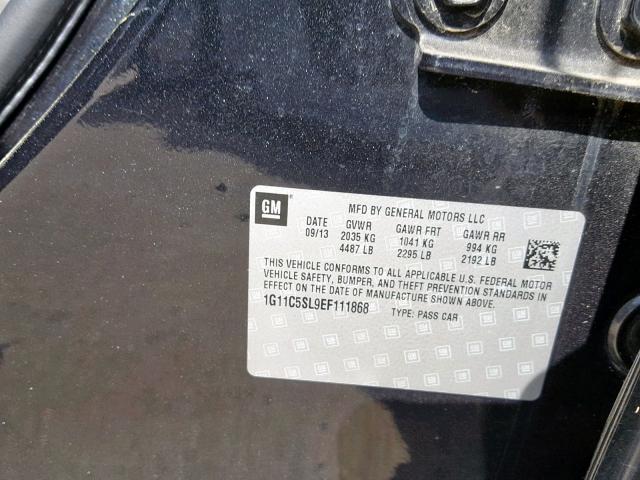 GM
MFD BY GENERAL MOTORS LLC
DATE GVWR GAWR FRT GAWR RR
09/13 2035 KG 1041 KG 994 KG
4487 LB 2295 LB 2192 LB
THIS VEHICLE CONFORMS TO ALL APPLICABLE U.S. FEDERAL MOTOR
VEHICLE SAFETY, BUMPER, AND THEFT PREVENTION STANDARDS IN
EFFECT ON THE DATE OF MANUFACTURE SHOWN ABOVE.
1G11C5SL9EF111868 TYPE: PASS CAR